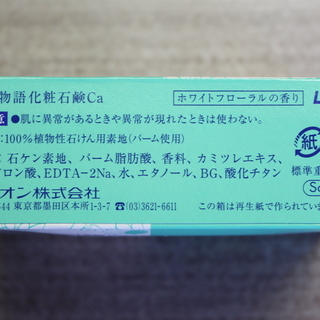 物語化粧石鹸Ca
ホワイトフローラルの香り
意 ●肌に異常があるときや異常が現れたときは使わない。
:100%植物性石けん用素地(パーム使用)
紙
:石ケン素地、パーム脂肪酸、香料、カミツレエキス、
ロン酸、EDTA-2Na、水、エタノール、BG、酸化チタン
標準重
オン株式会社
44 東京都墨田区本所1-3-7 ☎(03)3621-6611
この箱は再生紙で作られています